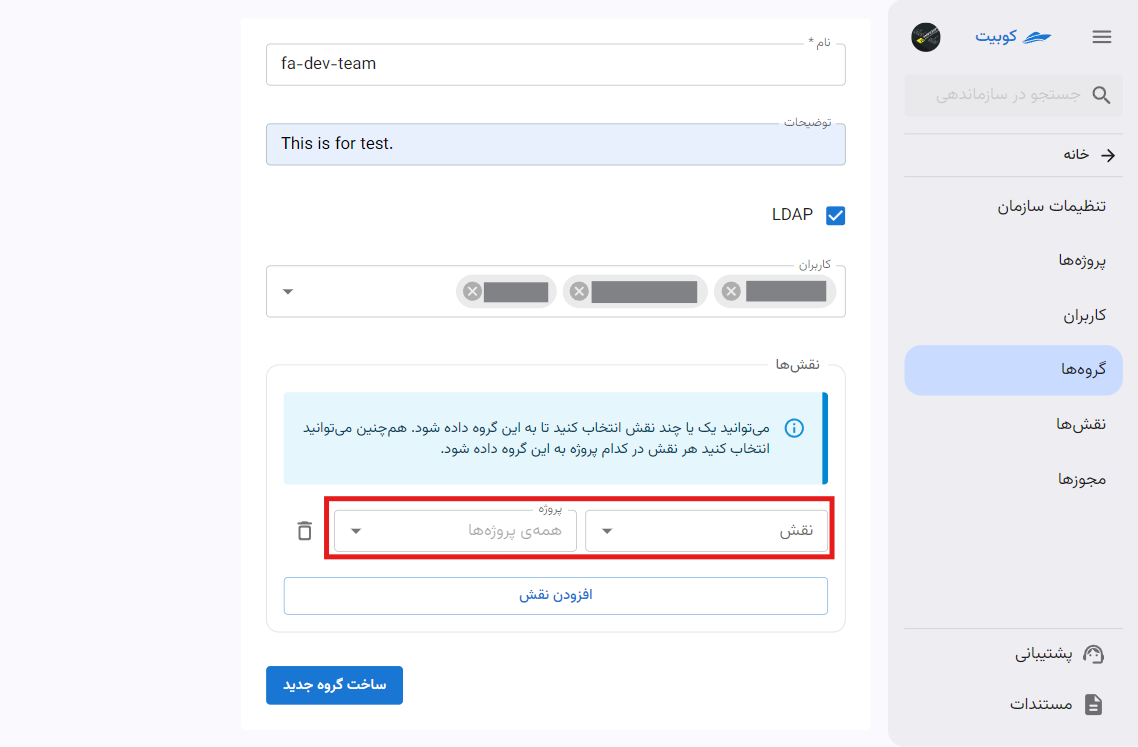 کوبیت
جستجو در سازماندهی
خانه
تنظیمات سازمان
پروژه‌ها
کاربران
گروه‌ها
نقش‌ها
مجوزها
پشتیبانی
مستندات
نام *
fa-dev-team
توضیحات
This is for test.
LDAP
کاربران
نقش‌ها
می‌توانید یک یا چند نقش انتخاب کنید تا به این گروه داده شود. هم‌چنین می‌توانید
انتخاب کنید هر نقش در کدام پروژه به این گروه داده شود.
نقش
پروژه
همه‌ی پروژه‌ها
افزودن نقش
ساخت گروه جدید